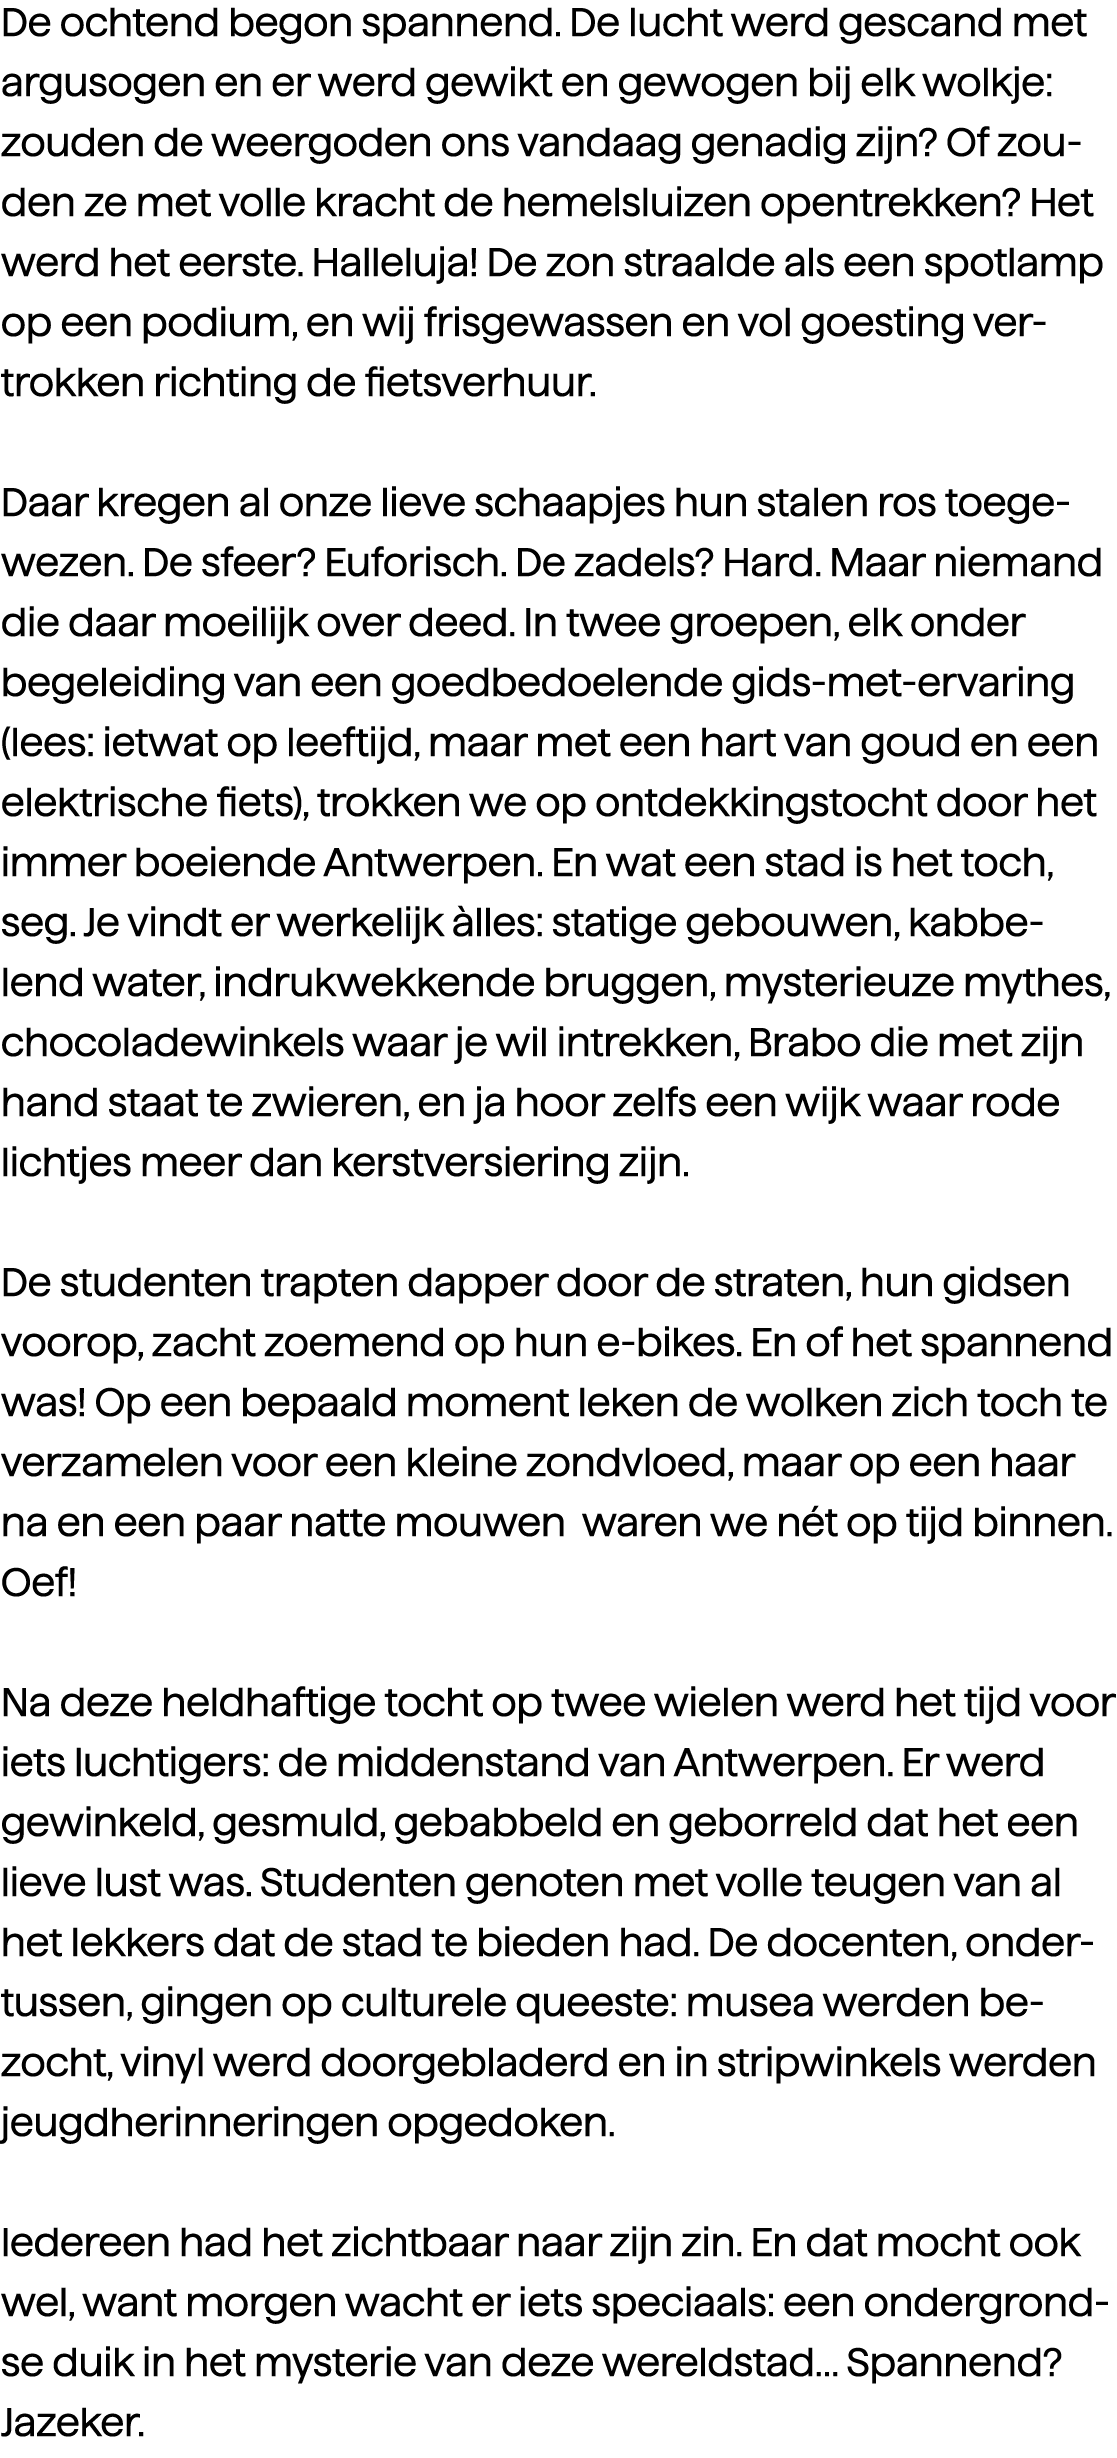 De ochtend begon spannend. De lucht werd gescand met
argusogen en er werd gewikt en gewogen bij elk wolkje:
zouden de weergoden ons vandaag genadig zijn? Of zou-
den ze met volle kracht de hemelsluizen opentrekken? Het
werd het eerste. Halleluja! De zon straalde als een spotlamp
op een podium, en wij frisgewassen en vol goesting ver-
trokken richting de fietsverhuur.

Daar kregen al onze lieve schaapjes hun stalen ros toege-
wezen. De sfeer? Euforisch. De zadels? Hard. Maar niemand
die daar moeilijk over deed. In twee groepen, elk onder
begeleiding van een goedbedoelende gids-met-ervaring
(lees: ietwat op leeftijd, maar met een hart van goud en een
elektrische fiets), trokken we op ontdekkingstocht door het
immer boeiende Antwerpen. En wat een stad is het toch,
seg. Je vindt er werkelijk àlles: statige gebouwen, kabbe-
lend water, indrukwekkende bruggen, mysterieuze mythes,
chocoladewinkels waar je wil intrekken, Brabo die met zijn
hand staat te zwieren, en ja hoor zelfs een wijk waar rode
lichtjes meer dan kerstversiering zijn.

De studenten trapten dapper door de straten, hun gidsen
voorop, zacht zoemend op hun e-bikes. En of het spannend
was! Op een bepaald moment leken de wolken zich toch te
verzamelen voor een kleine zondvloed, maar op een haar
na en een paar natte mouwen  waren we nét op tijd binnen.
Oef!

Na deze heldhaftige tocht op twee wielen werd het tijd voor
iets luchtigers: de middenstand van Antwerpen. Er werd
gewinkeld, gesmuld, gebabbeld en geborreld dat het een
lieve lust was. Studenten genoten met volle teugen van al
het lekkers dat de stad te bieden had. De docenten, onder-
tussen, gingen op culturele queeste: musea werden be-
zocht, vinyl werd doorgebladerd en in stripwinkels werden
jeugdherinneringen opgedoken.

Iedereen had het zichtbaar naar zijn zin. En dat mocht ook
wel, want morgen wacht er iets speciaals: een ondergrond-
se duik in het mysterie van deze wereldstad... Spannend?
Jazeker.